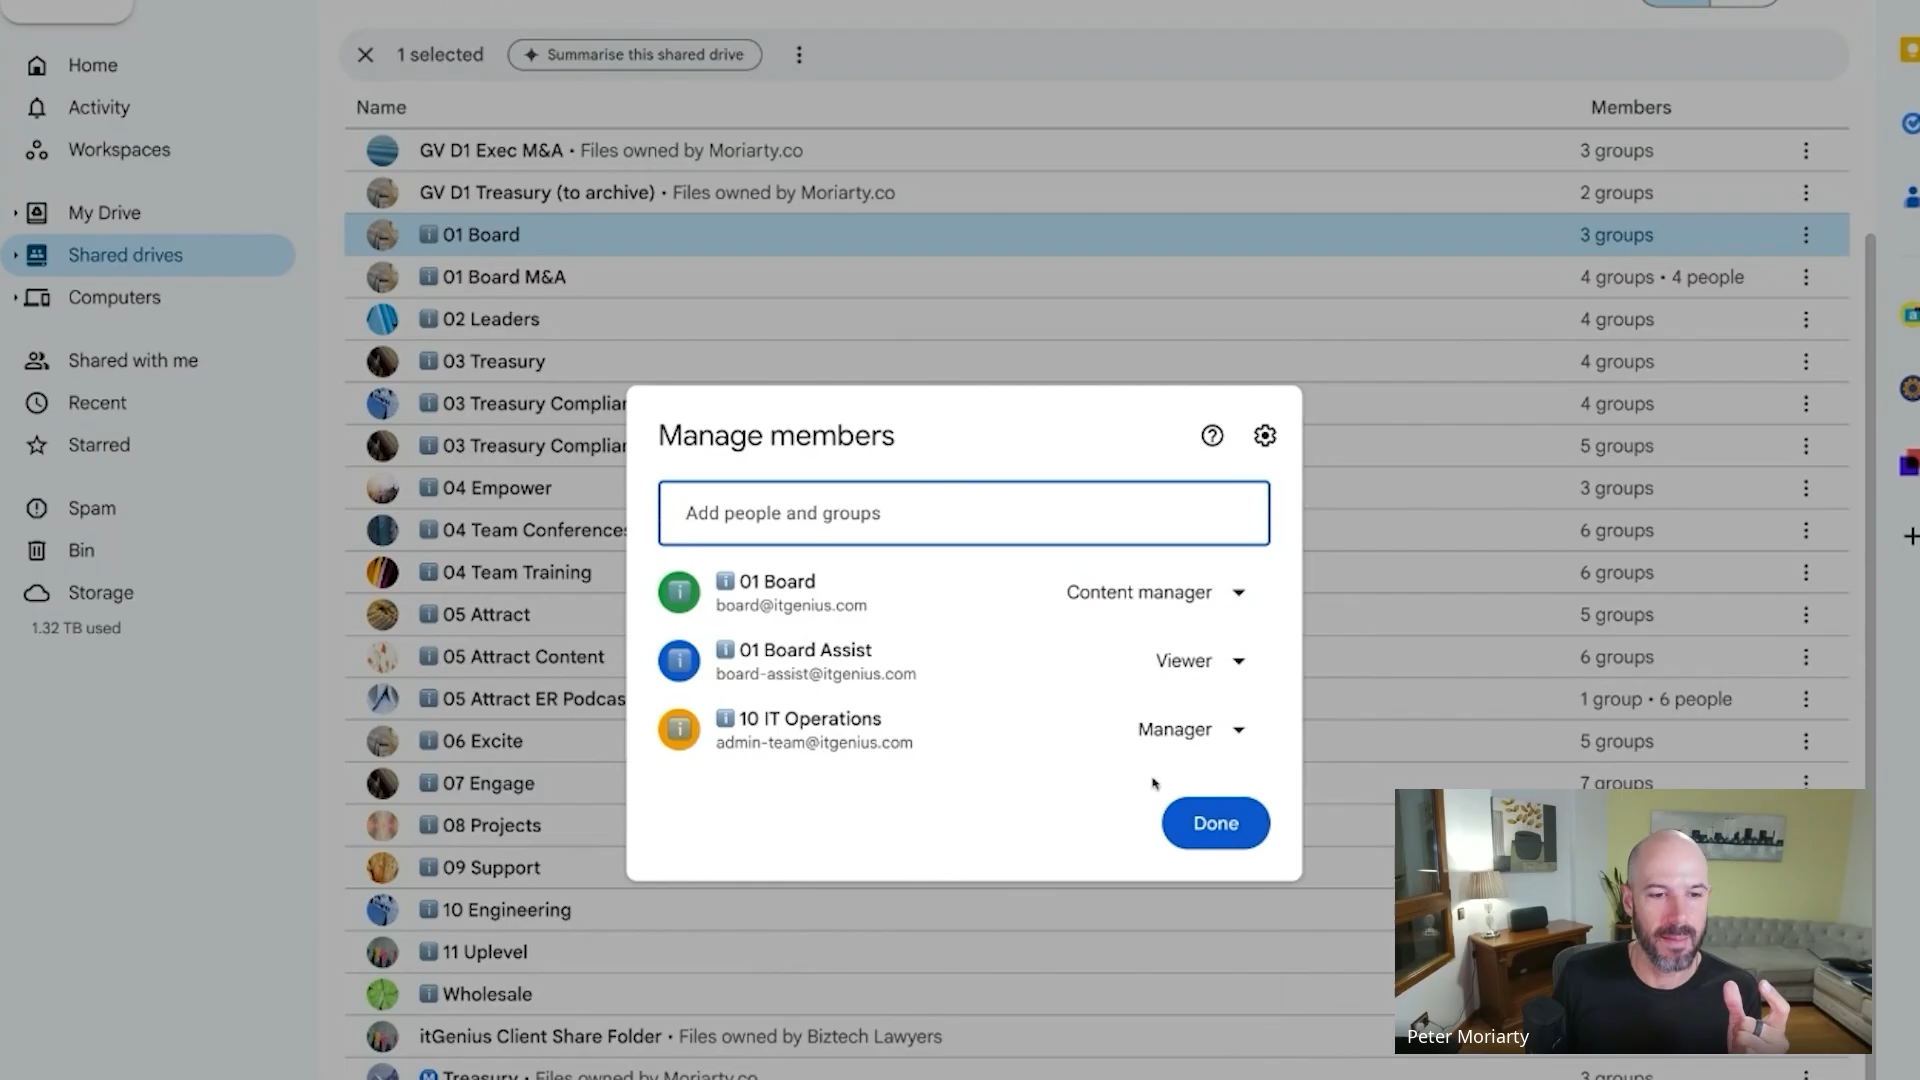 Home
Activity
Workspaces
My Drive
Shared drives
Computers
Shared with me
Recent
Starred
Spam
Bin
Storage
1.32 TB used
1 selected
Summarise this shared drive
Name
Members
GV D1 Exec M&A • Files owned by Moriarty.co
3 groups
GV D1 Treasury (to archive) • Files owned by Moriarty.co
2 groups
01 Board
3 groups
01 Board M&A
4 groups • 4 people
02 Leaders
4 groups
03 Treasury
4 groups
03 Treasury Complian
4 groups
03 Treasury Complian
5 groups
04 Empower
3 groups
04 Team Conferences
6 groups
04 Team Training
6 groups
05 Attract
5 groups
05 Attract Content
6 groups
05 Attract ER Podcas
1 group • 6 people
06 Excite
5 groups
07 Engage
7 groups
08 Projects
09 Support
10 Engineering
11 Uplevel
Wholesale
itGenius Client Share Folder • Files owned by Biztech Lawyers
Treasury • Files owned by Moriarty.co
3 groups
Manage members
Add people and groups
01 Board
board@itgenius.com
Content manager
01 Board Assist
board-assist@itgenius.com
Viewer
10 IT Operations
admin-team@itgenius.com
Manager
Done
Peter Moriarty